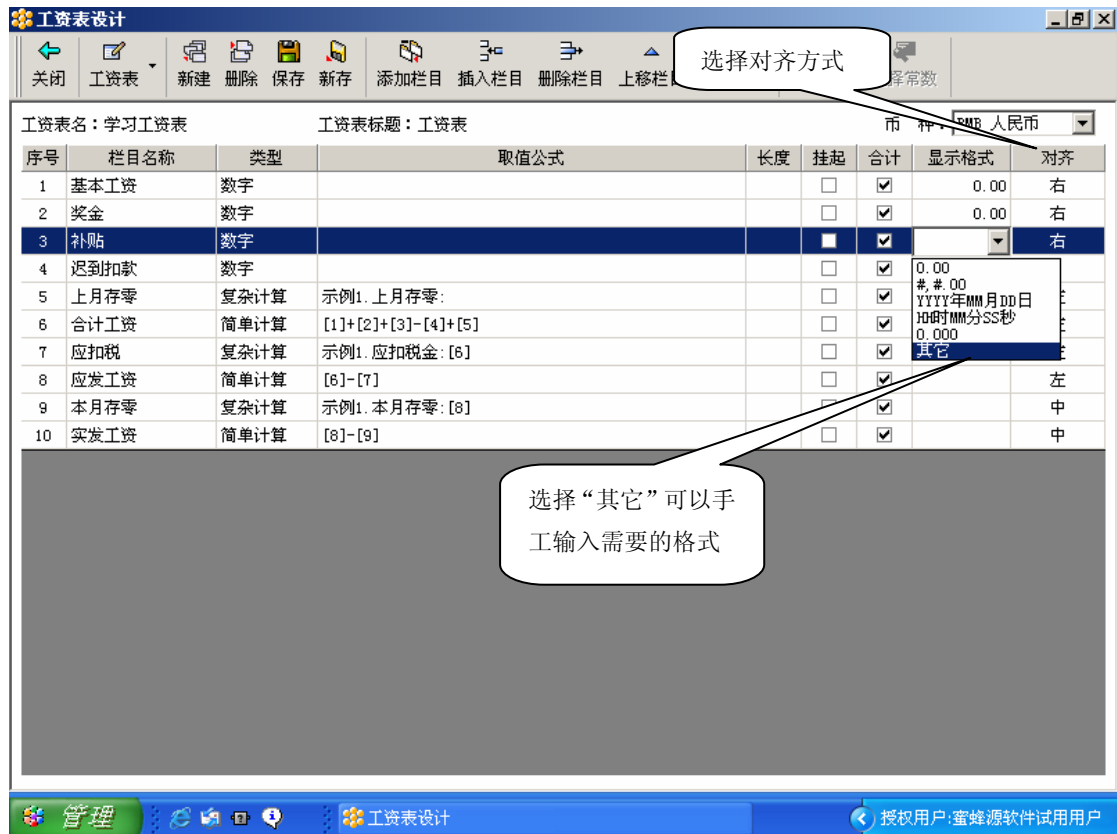 工资表设计
关闭 工资表 新建 删除 保存 新存 添加栏目 插入栏目 删除栏目 上移栏 常数
选择对齐方式
工资表名：学习工资表 工资表标题：工资表 币 种：RMB 人民币
序号 栏目名称 类型 取值公式 长度 挂起 合计 显示格式 对齐
1 基本工资 数字 0.00 右
2 奖金 数字 0.00 右
3 补贴 数字 右
4 迟到扣款 数字
5 上月存零 复杂计算 示例1.上月存零:
6 合计工资 简单计算 [1]+[2]+[3]-[4]+[5]
7 应扣税 复杂计算 示例1.应扣税金:[6]
8 应发工资 简单计算 [6]-[7] 左
9 本月存零 复杂计算 示例1.本月存零:[8] 中
10 实发工资 简单计算 [8]-[9] 中
0.00
#,#.00
YYYY年MM月DD日
HH时MM分SS秒
0.000
其它
选择“其它”可以手
工输入需要的格式
管理 工资表设计 授权用户:蜜蜂源软件试用用户